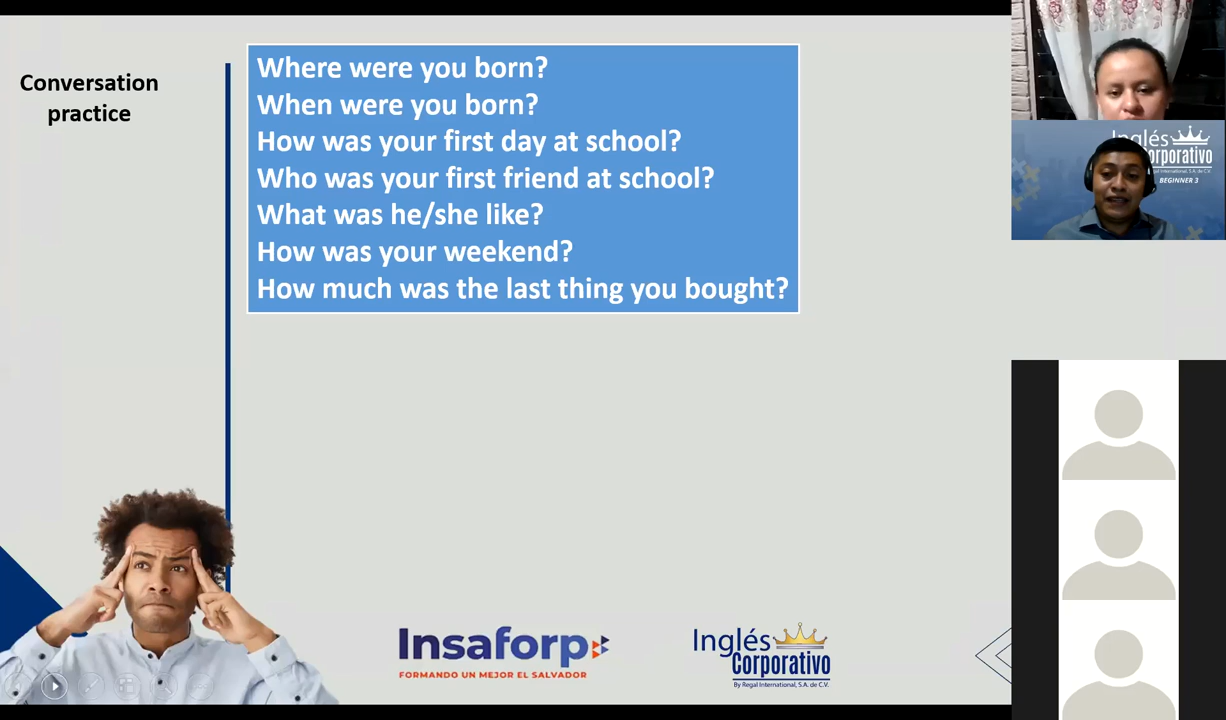 Conversation
practice
Where were you born?
When were you born?
How was your first day at school?
Who was your first friend at school?
What was he/she like?
How was your weekend?
How much was the last thing you bought?
Inglés
Corporativo
BEGINNER 3
Insaforp
FORMANDO UN MEJOR EL SALVADOR
Inglés
Corporativo
By Regal International, S.A. de C.V.